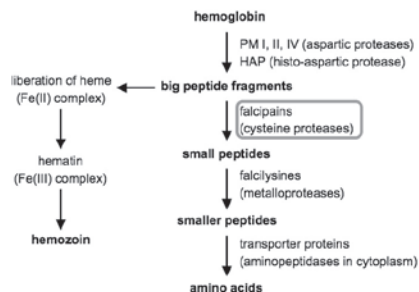 hemoglobin
PM I, II, IV (aspartic proteases)
HAP (histo-aspartic protease)
liberation of heme
(Fe(II) complex)
big peptide fragments
falcipains
(cysteine proteases)
hematin
(Fe(III) complex)
small peptides
falcilysines
(metalloproteases)
hemozoin
smaller peptides
transporter proteins
(aminopeptidases in cytoplasm)
amino acids